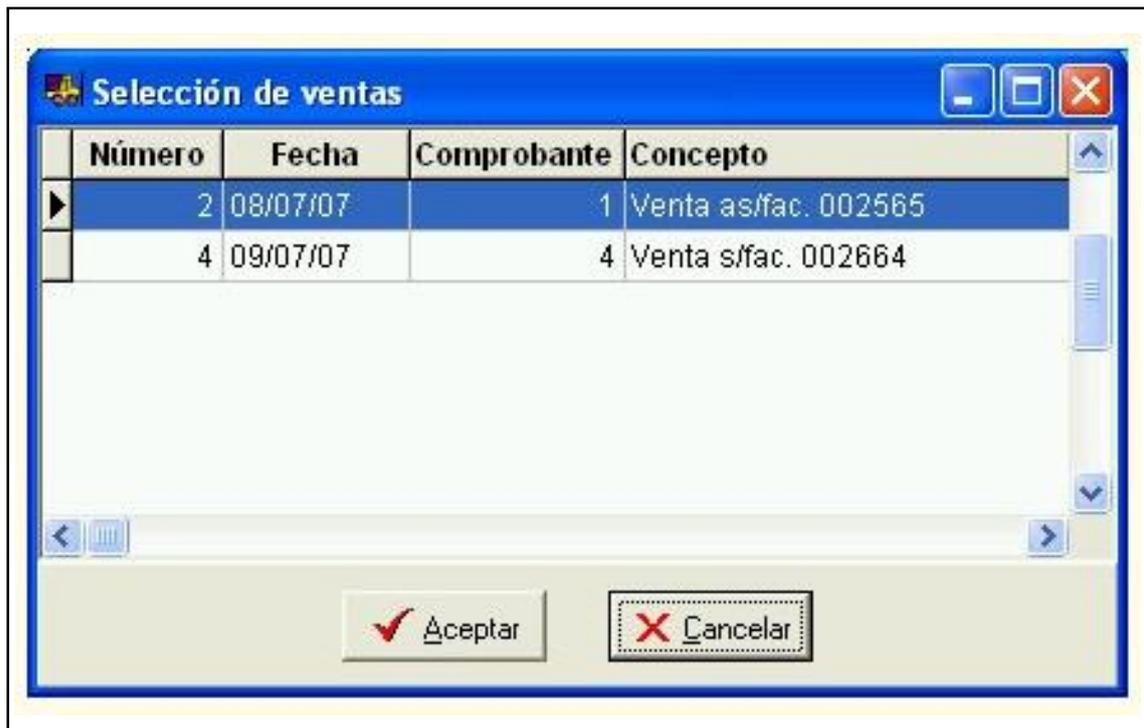 Selección de ventas
Número Fecha Comprobante Concepto
2 08/07/07 1 Venta as/fac. 002565
4 09/07/07 4 Venta s/fac. 002664
Aceptar Cancelar